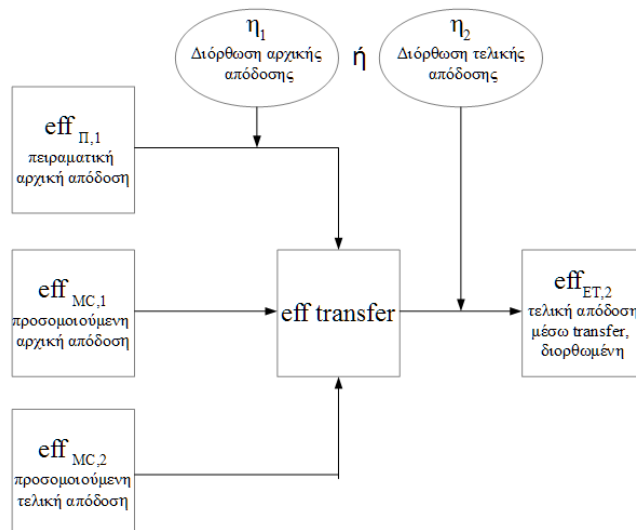 η1
Διόρθωση αρχικής
απόδοσης
ή
η2
Διόρθωση τελικής
απόδοσης
eff Π,1
πειραματική
αρχική απόδοση
eff MC,1
προσομοιούμενη
αρχική απόδοση
eff transfer
eff ET,2
τελική απόδοση
μέσω transfer,
διορθωμένη
eff MC,2
προσομοιούμενη
τελική απόδοση